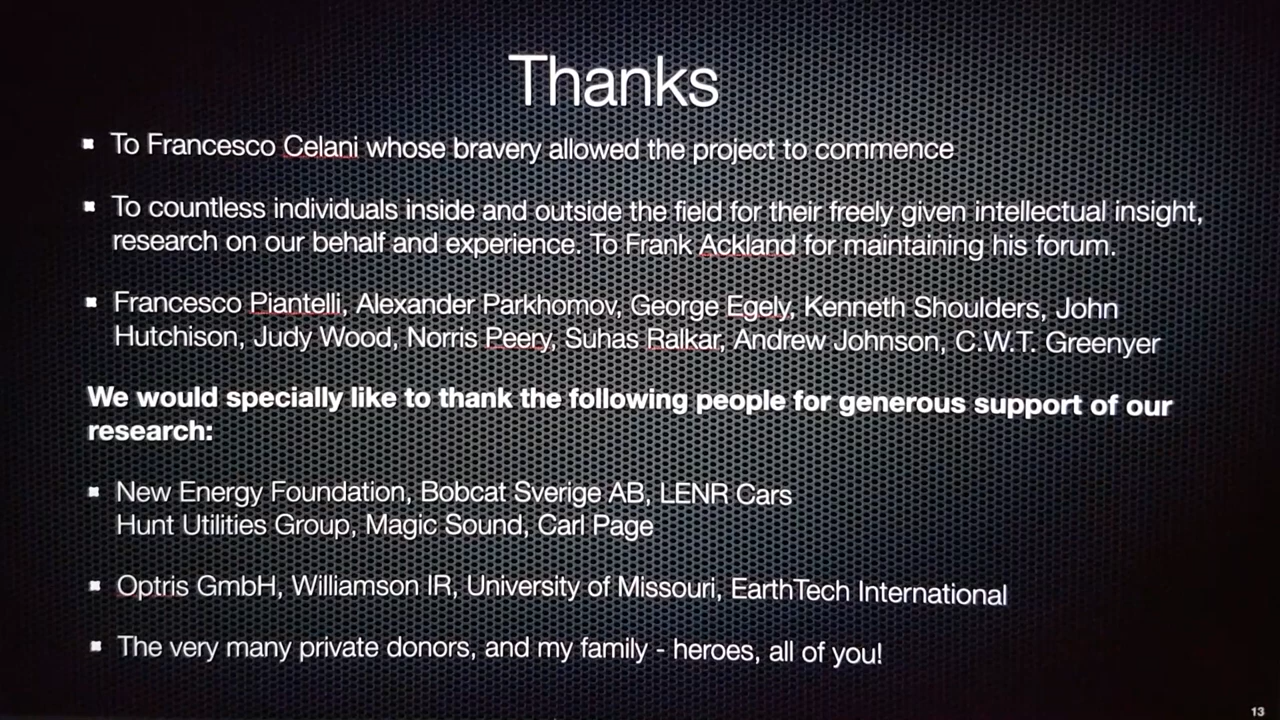 Thanks
To Francesco Celani whose bravery allowed the project to commence
To countless individuals inside and outside the field for their freely given intellectual insight,
research on our behalf and experience. To Frank Ackland for maintaining his forum.
Francesco Piantelli, Alexander Parkhomov, George Egely, Kenneth Shoulders, John
Hutchison, Judy Wood, Norris Peery, Suhas Ralkar, Andrew Johnson, C.W.T. Greenyer
We would specially like to thank the following people for generous support of our
research:
New Energy Foundation, Bobcat Sverige AB, LENR Cars
Hunt Utilities Group, Magic Sound, Carl Page
Optris GmbH, Williamson IR, University of Missouri, EarthTech International
The very many private donors, and my family - heroes, all of you!
13